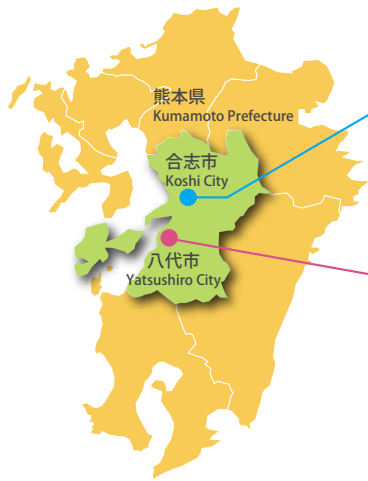 熊本県
Kumamoto Prefecture
合志市
Koshi City
八代市
Yatsushiro City